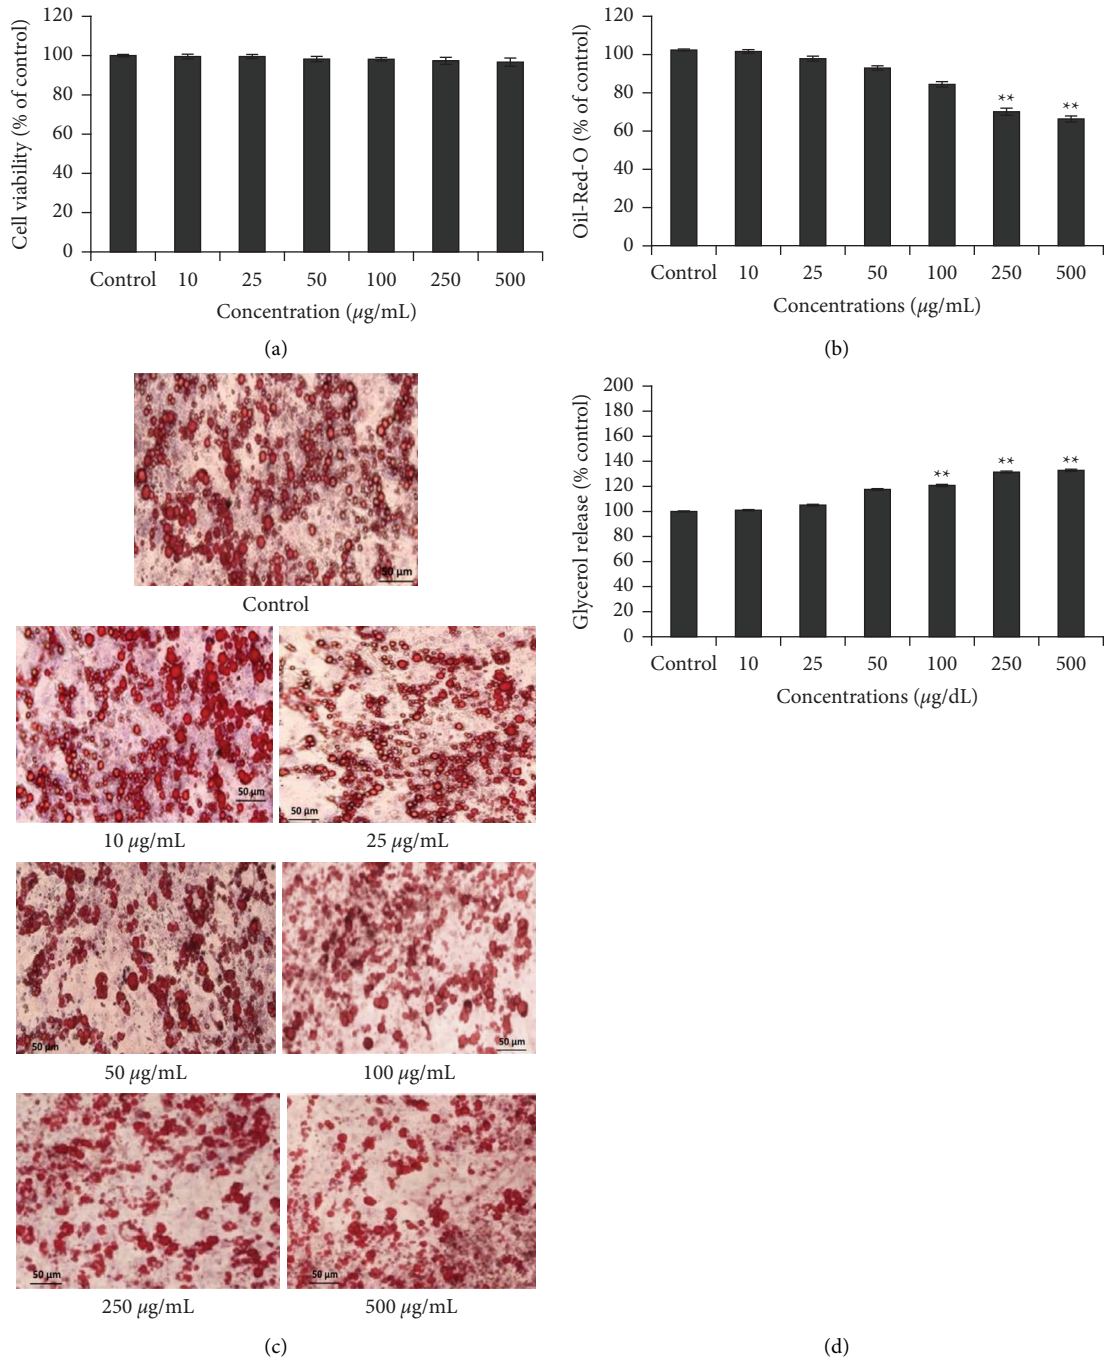 120
100
80
60
40
20
0
Cell viability (% of control)
Control 10 25 50 100 250 500
Concentration (μg/mL)
(a)
120
100
80
60
40
20
0
Oil-Red-O (% of control)
** **
Control 10 25 50 100 250 500
Concentrations (μg/mL)
(b)
50 μm
Control
50 μm
50 μm
10 μg/mL 25 μg/mL
50 μm
50 μm
50 μg/mL 100 μg/mL
50 μm
50 μm
250 μg/mL 500 μg/mL
(c)
200
180
160
140
120
100
80
60
40
20
0
Glycerol release (% control)
** ** **
Control 10 25 50 100 250 500
Concentrations (μg/dL)
(d)